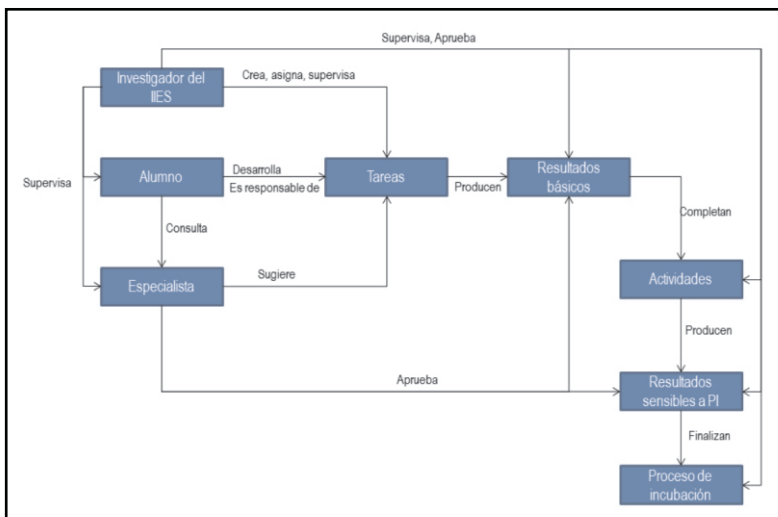 Supervisa, Aprueba
Investigador del
IIES
Crea, asigna, supervisa
Supervisa
Alumno
Desarrolla
Es responsable de
Tareas
Producen
Resultados
básicos
Consulta
Completan
Especialista
Sugiere
Actividades
Producen
Aprueba
Resultados
sensibles a PI
Finalizan
Proceso de
incubación